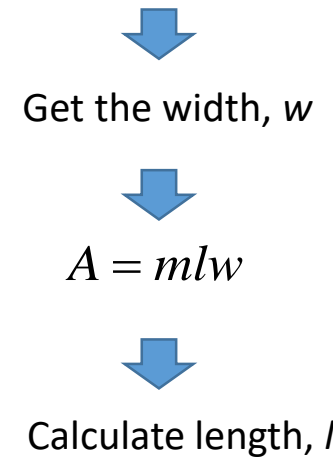 Get the width, w
A = mlw
Calculate length, l